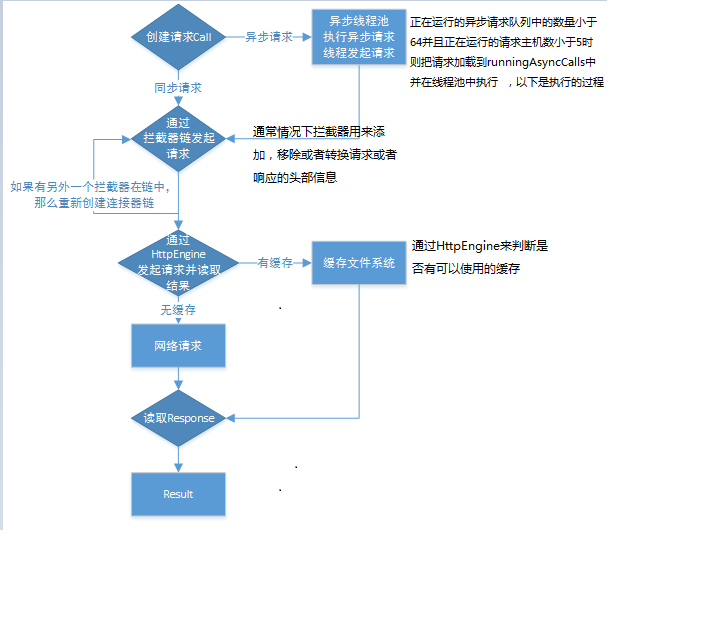 创建请求Call
异步请求
异步线程池
执行异步请求
线程发起请求
正在运行的异步请求队列中的数量小于
64并且正在运行的请求主机数小于5时
则把请求加载到runningAsyncCalls中
并在线程池中执行 ，以下是执行的过程
同步请求
通过
拦截器链发起
请求
通常情况下拦截器用来添
加，移除或者转换请求或者
响应的头部信息
如果有另外一个拦截器在链中，
那么重新创建连接器链
通过
HttpEngine
发起请求并读取
结果
有缓存
缓存文件系统
通过HttpEngine来判断是
否有可以使用的缓存
无缓存
网络请求
读取Response
Result